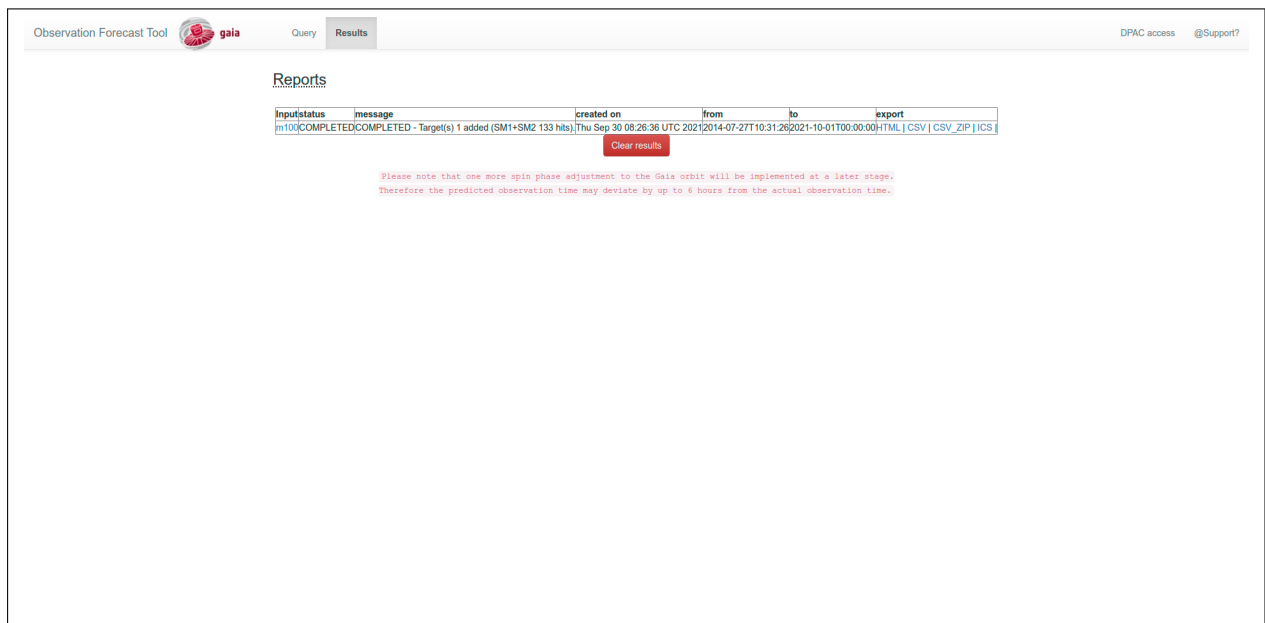 Observation Forecast Tool gaia Query Results DPAC access @Support?
Reports
Input status message created on from to export
m100 COMPLETED COMPLETED - Target(s) 1 added (SM1+SM2 133 hits). Thu Sep 30 08:26:36 UTC 2021 2014-07-27T10:31:26 2021-10-01T00:00:00 HTML | CSV | CSV_ZIP | ICS |
Clear results
Please note that one more spin phase adjustment to the Gaia orbit will be implemented at a later stage.
Therefore the predicted observation time may deviate by up to 6 hours from the actual observation time.